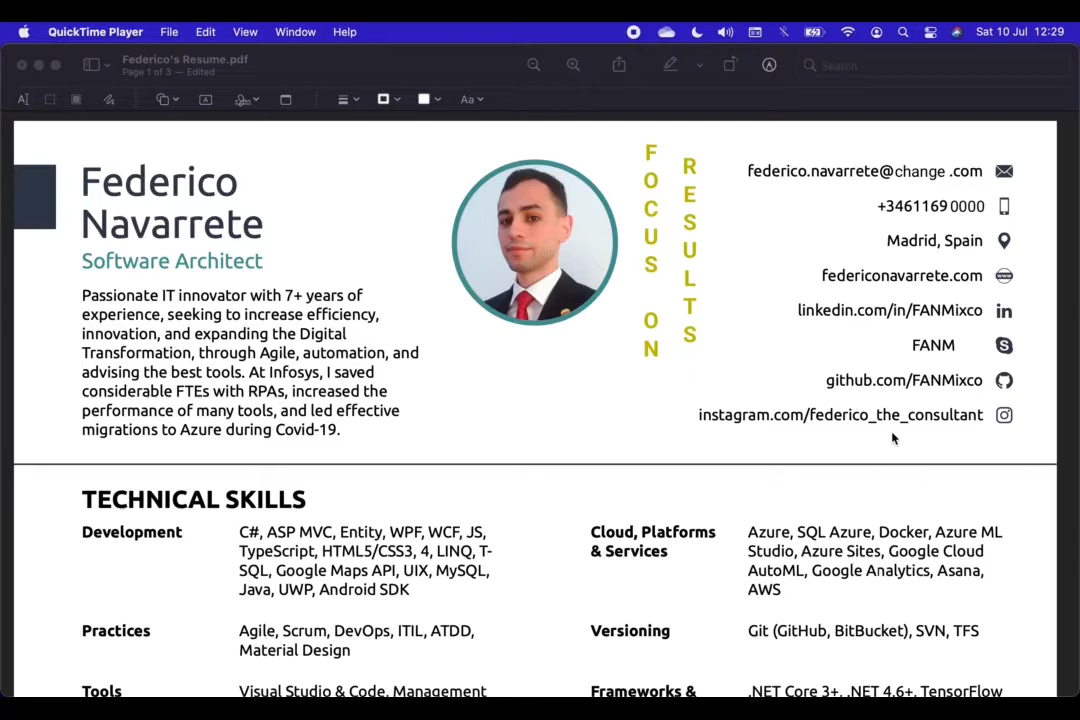 QuickTime Player File Edit View Window Help Sat 10 Jul 12:29
Federico's Resume.pdf
Page 1 of 3 — Edited
Search
Aa
Federico
Navarrete
Software Architect
Passionate IT innovator with 7+ years of
experience, seeking to increase efficiency,
innovation, and expanding the Digital
Transformation, through Agile, automation, and
advising the best tools. At Infosys, I saved
considerable FTEs with RPAs, increased the
performance of many tools, and led effective
migrations to Azure during Covid-19.
FOCUS ON
RESULTS
federico.navarrete@change .com
+3461169 0000
Madrid, Spain
federiconavarrete.com
www
linkedin.com/in/FANMixco
in
FANM
S
github.com/FANMixco
instagram.com/federico_the_consultant
TECHNICAL SKILLS
Development
C#, ASP MVC, Entity, WPF, WCF, JS,
TypeScript, HTML5/CSS3, 4, LINQ, T-
SQL, Google Maps API, UIX, MySQL,
Java, UWP, Android SDK
Cloud, Platforms
& Services
Azure, SQL Azure, Docker, Azure ML
Studio, Azure Sites, Google Cloud
AutoML, Google Analytics, Asana,
AWS
Practices
Agile, Scrum, DevOps, ITIL, ATDD,
Material Design
Versioning
Git (GitHub, BitBucket), SVN, TFS
Tools
Visual Studio & Code, Management
Frameworks &
.NET Core 3+, .NET 4.6+, TensorFlow